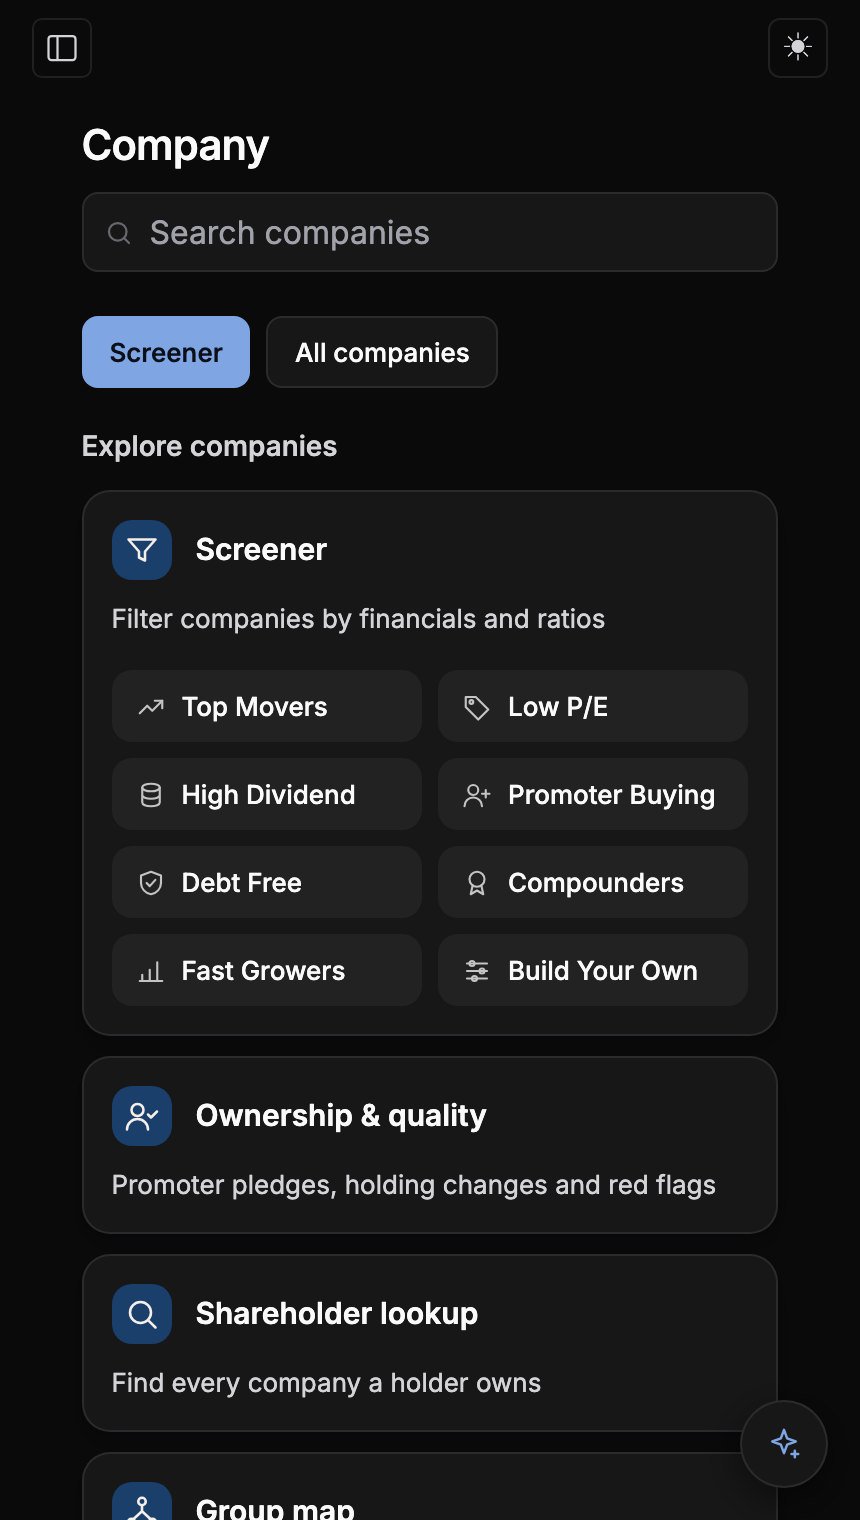 Company
Search companies
Screener
All companies
Explore companies
Screener
Filter companies by financials and ratios
Top Movers
Low P/E
High Dividend
Promoter Buying
Debt Free
Compounders
Fast Growers
Build Your Own
Ownership & quality
Promoter pledges, holding changes and red flags
Shareholder lookup
Find every company a holder owns
Group map